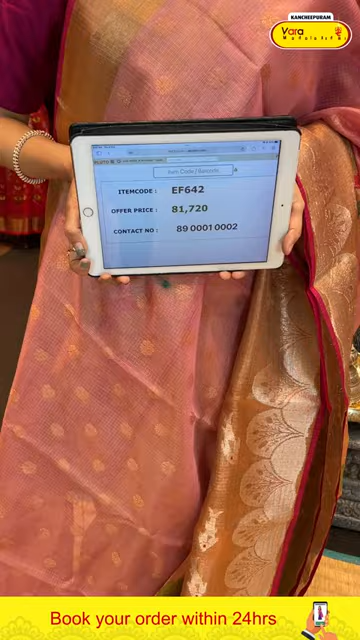 KANCHEEPURAM
Vara
Item Code / Barcode
ITEMCODE : EF642
OFFER PRICE : 81,720
CONTACT NO : 89 0001 0002
Book your order within 24hrs